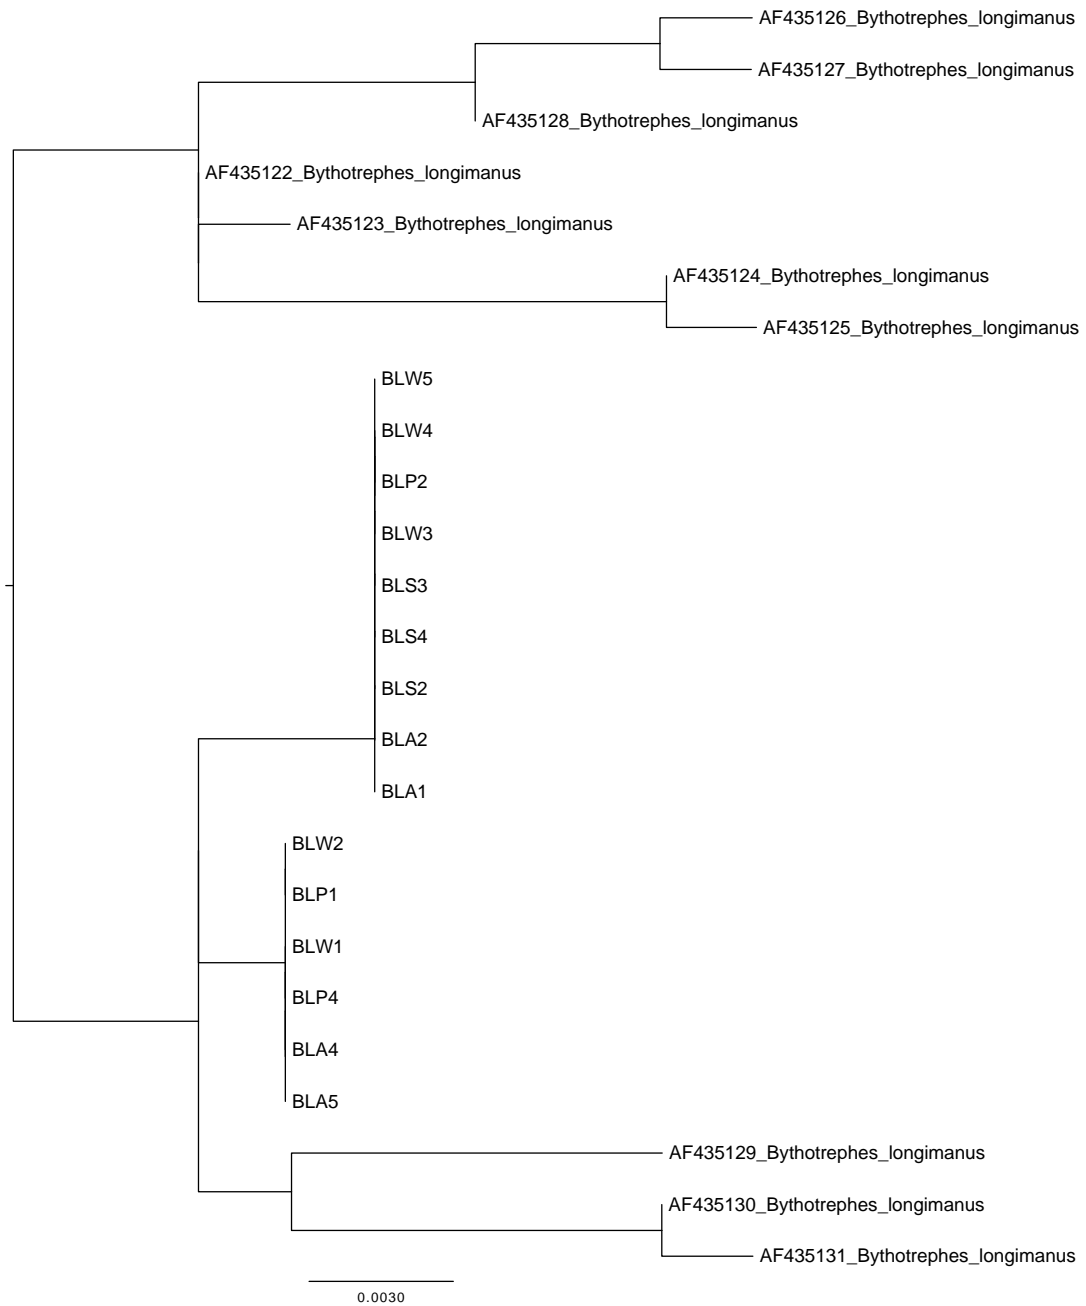 AF435126_Bythotrephes_longimanus
AF435127_Bythotrephes_longimanus
AF435128_Bythotrephes_longimanus
AF435122_Bythotrephes_longimanus
AF435123_Bythotrephes_longimanus
AF435124_Bythotrephes_longimanus
AF435125_Bythotrephes_longimanus
BLW5
BLW4
BLP2
BLW3
BLS3
BLS4
BLS2
BLA2
BLA1
BLW2
BLP1
BLW1
BLP4
BLA4
BLA5
AF435129_Bythotrephes_longimanus
AF435130_Bythotrephes_longimanus
AF435131_Bythotrephes_longimanus
0.0030